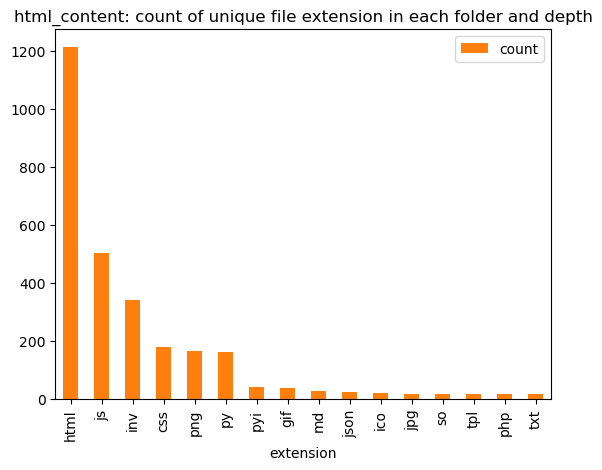 html_content: count of unique file extension in each folder and depth
count
1200
1000
800
600
400
200
0
html
js
inv
css
png
py
pyi
gif
md
json
ico
jpg
so
tpl
php
txt
extension